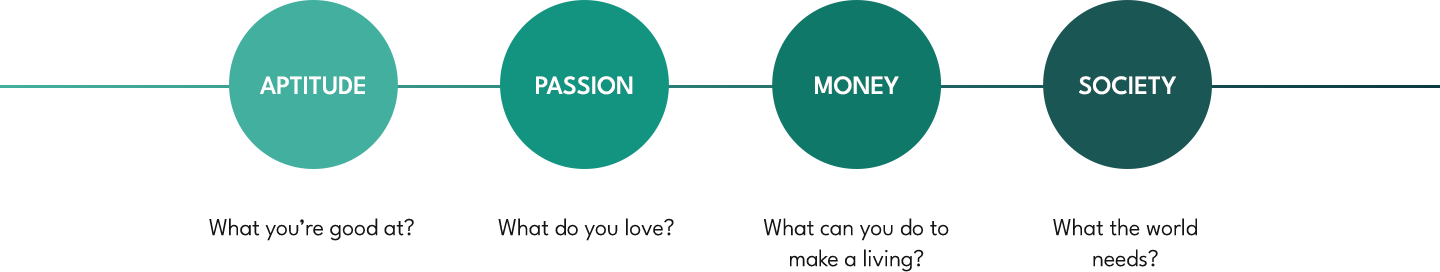 APTITUDE
PASSION
MONEY
SOCIETY
What you’re good at?
What do you love?
What can you do to
make a living?
What the world
needs?